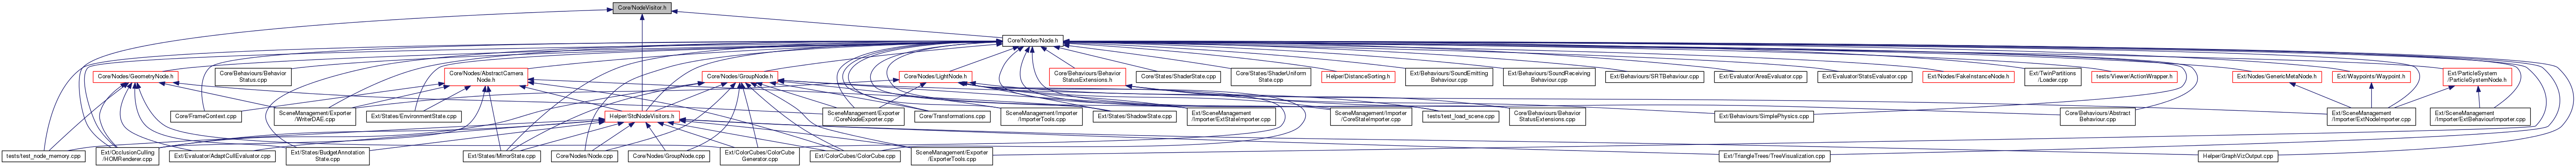 Core/NodeVisitor.h
Core/Nodes/Node.h
Core/Nodes/GeometryNode.h
Core/Behaviours/Behavior
Status.cpp
Core/Nodes/AbstractCamera
Node.h
Core/Nodes/GroupNode.h
Core/Nodes/LightNode.h
Core/Behaviours/Behavior
StatusExtensions.h
Core/States/ShaderState.cpp
Core/States/ShaderUniform
State.cpp
Helper/DistanceSorting.h
Ext/Behaviours/SoundEmitting
Behaviour.cpp
Ext/Behaviours/SoundReceiving
Behaviour.cpp
Ext/Behaviours/SRTBehaviour.cpp
Ext/Evaluator/AreaEvaluator.cpp
Ext/Evaluator/StatsEvaluator.cpp
Ext/Nodes/FakeInstanceNode.h
Ext/TwinPartitions
/Loader.cpp
tests/Viewer/ActionWrapper.h
Ext/Nodes/GenericMetaNode.h
Ext/Waypoints/Waypoint.h
Ext/ParticleSystem
/ParticleSystemNode.h
Core/FrameContext.cpp
SceneManagement/Exporter
/WriterDAE.cpp
Ext/States/EnvironmentState.cpp
Helper/StdNodeVisitors.h
SceneManagement/Exporter
/CoreNodeExporter.cpp
Core/Transformations.cpp
SceneManagement/Importer
/ImporterTools.cpp
Ext/States/ShadowState.cpp
Ext/SceneManagement
/Importer/ExtStateImporter.cpp
SceneManagement/Importer
/CoreStateImporter.cpp
tests/test_load_scene.cpp
Core/Behaviours/Behavior
StatusExtensions.cpp
Ext/Behaviours/SimplePhysics.cpp
Core/Behaviours/Abstract
Behaviour.cpp
Ext/SceneManagement
/Importer/ExtNodeImporter.cpp
Ext/SceneManagement
/Importer/ExtBehaviourImporter.cpp
tests/test_node_memory.cpp
Ext/OcclusionCulling
/HOMRenderer.cpp
Ext/Evaluator/AdaptCullEvaluator.cpp
Ext/States/BudgetAnnotation
State.cpp
Ext/States/MirrorState.cpp
Core/Nodes/Node.cpp
Core/Nodes/GroupNode.cpp
Ext/ColorCubes/ColorCube
Generator.cpp
Ext/ColorCubes/ColorCube.cpp
SceneManagement/Exporter
/ExporterTools.cpp
Ext/TriangleTrees/TreeVisualization.cpp
Helper/GraphVizOutput.cpp